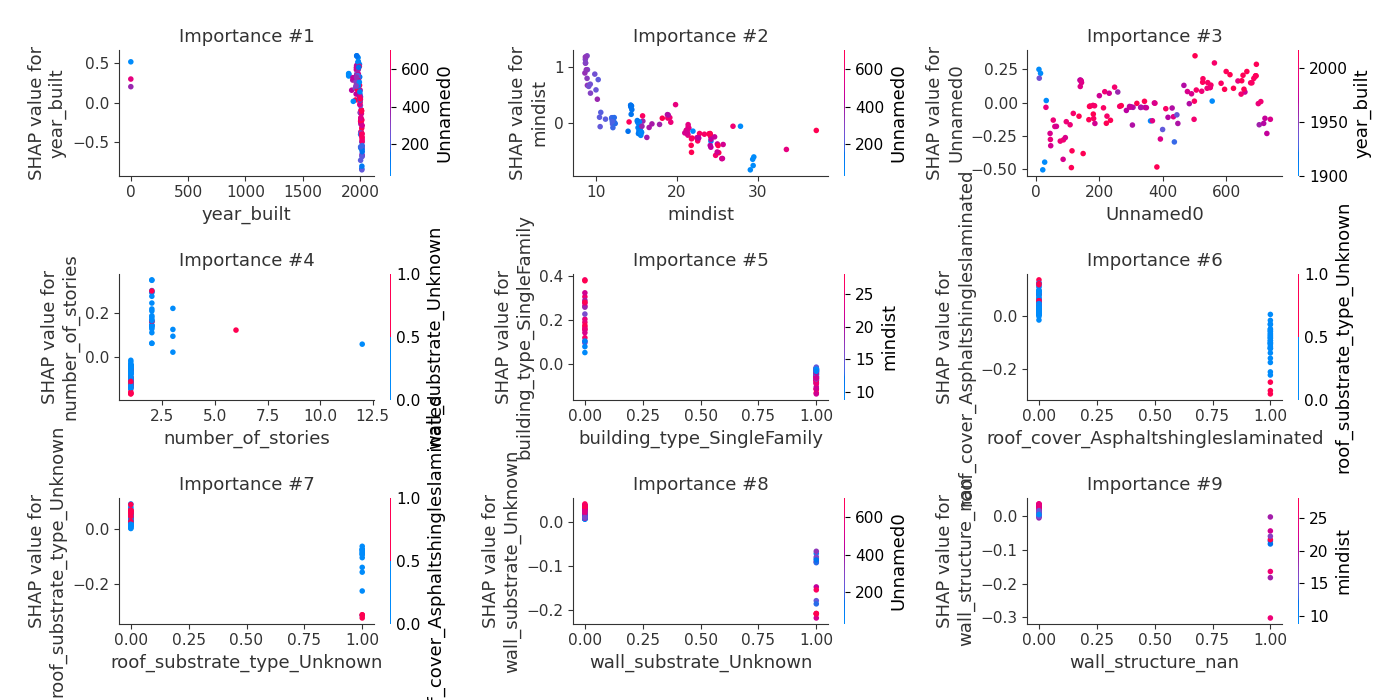 Importance #1
SHAP value for
year_built
0.5
0.0
−0.5
0
500
1000
1500
2000
year_built
600
400
200
Unnamed0
Importance #2
SHAP value for
mindist
1
0
10
20
30
mindist
600
400
200
Unnamed0
Importance #3
SHAP value for
Unnamed0
0.25
0.00
−0.25
−0.50
0
200
400
600
Unnamed0
2000
1950
1900
year_built
Importance #4
SHAP value for
number_of_stories
0.2
0.0
2.5
5.0
7.5
10.0
12.5
number_of_stories
1.0
0.5
0.0
wall_substrate_Unknown
Importance #5
SHAP value for
building_type_SingleFamily
0.4
0.2
0.0
0.00
0.25
0.50
0.75
1.00
building_type_SingleFamily
25
20
15
10
mindist
Importance #6
SHAP value for
roof_cover_Asphaltshingleslaminated
0.0
−0.2
0.00
0.25
0.50
0.75
1.00
roof_cover_Asphaltshingleslaminated
1.0
0.5
0.0
roof_substrate_type_Unknown
Importance #7
SHAP value for
roof_substrate_type_Unknown
0.0
−0.2
0.00
0.25
0.50
0.75
1.00
roof_substrate_type_Unknown
1.0
0.5
0.0
f_cover_Asphaltshingleslaminated
Importance #8
SHAP value for
wall_substrate_Unknown
0.0
−0.1
−0.2
0.00
0.25
0.50
0.75
1.00
wall_substrate_Unknown
600
400
200
Unnamed0
Importance #9
SHAP value for
wall_structure_nan
0.0
−0.1
−0.2
−0.3
0.00
0.25
0.50
0.75
1.00
wall_structure_nan
25
20
15
10
mindist